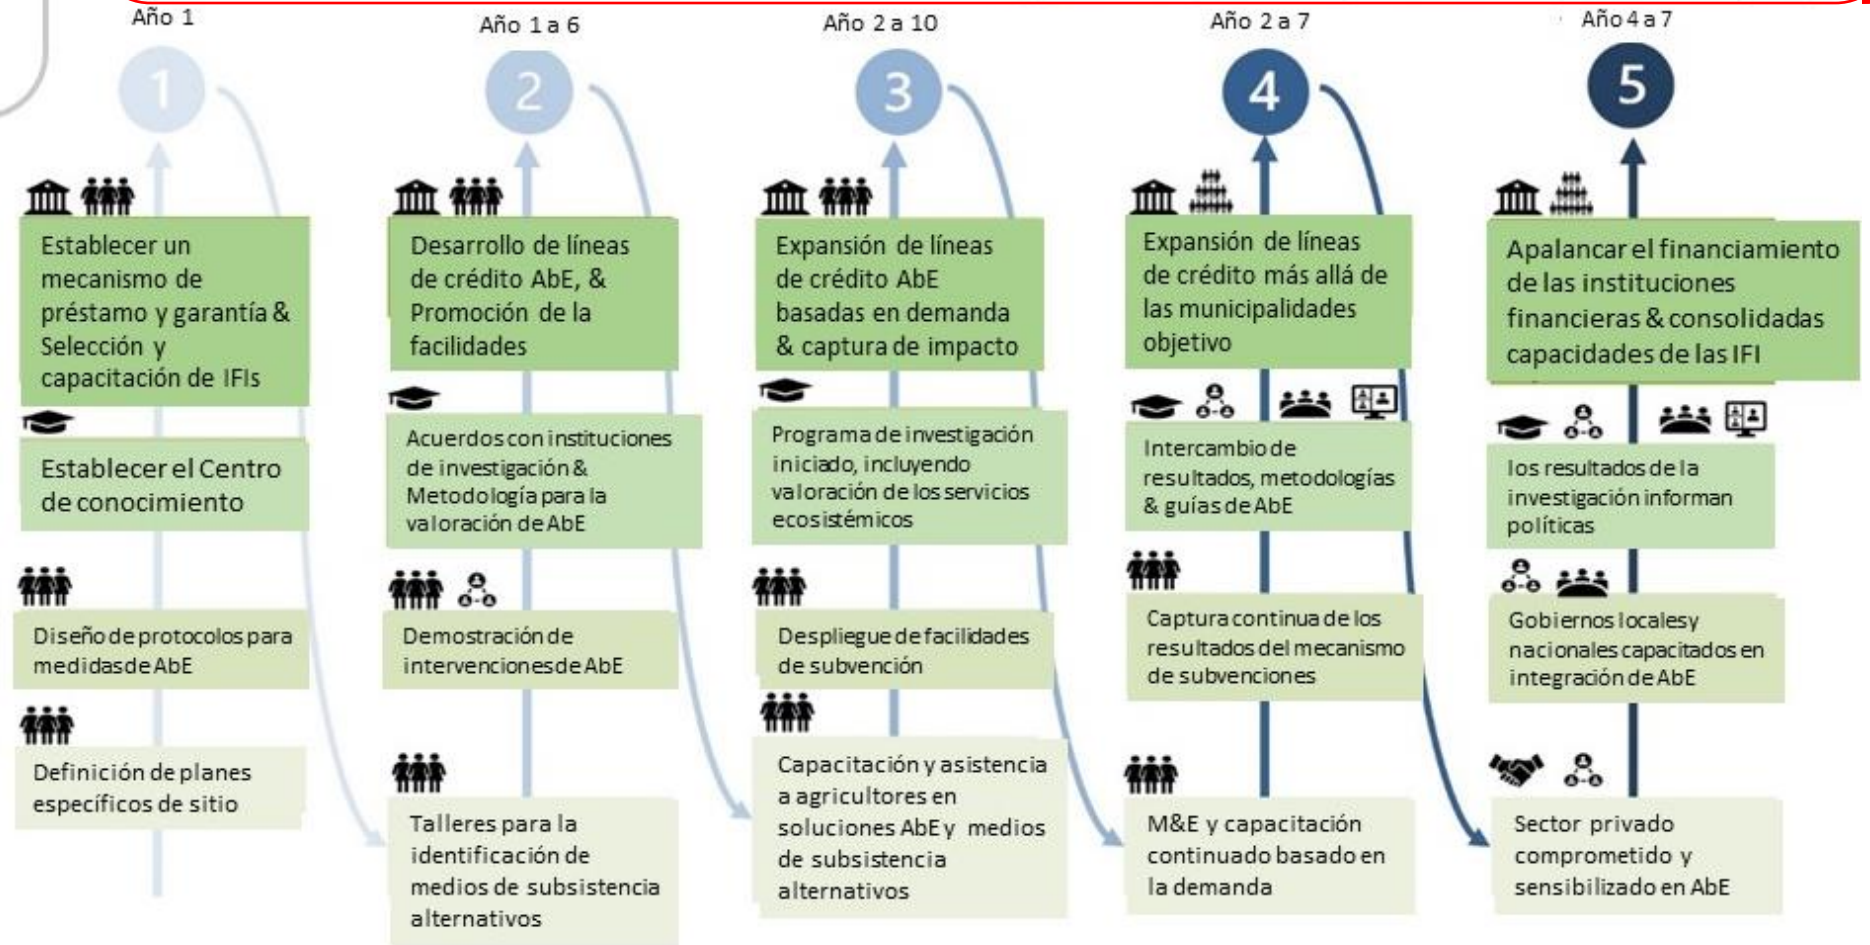 Año 1
1
Establecer un
mecanismo de
préstamo y garantía &
Selección y
capacitación de IFIs
Establecer el Centro
de conocimiento
Diseño de protocolos para
medidas de AbE
Definición de planes
específicos de sitio
Año 1 a 6
2
Desarrollo de líneas
de crédito AbE, &
Promoción de la
facilidades
Acuerdos con instituciones
de investigación &
Metodología para la
valoración de AbE
Demostración de
intervenciones de AbE
Talleres para la
identificación de
medios de subsistencia
alternativos
Año 2 a 10
3
Expansión de líneas
de crédito AbE
basadas en demanda
& captura de impacto
Programa de investigación
iniciado, incluyendo
valoración de los servicios
ecosistémicos
Despliegue de facilidades
de subvención
Capacitación y asistencia
a agricultores en
soluciones AbE y medios
de subsistencia
alternativos
Año 2 a 7
4
Expansión de líneas
de crédito más allá de
las municipalidades
objetivo
Intercambio de
resultados, metodologías
& guías de AbE
Captura continua de los
resultados del mecanismo
de subvenciones
M&E y capacitación
continuado basado en
la demanda
Año 4 a 7
5
Apalancar el financiamiento
de las instituciones
financieras & consolidadas
capacidades de las IFI
los resultados de la
investigación informan
políticas
Gobiernos locales y
nacionales capacitados en
integración de AbE
Sector privado
comprometido y
sensibilizado en AbE